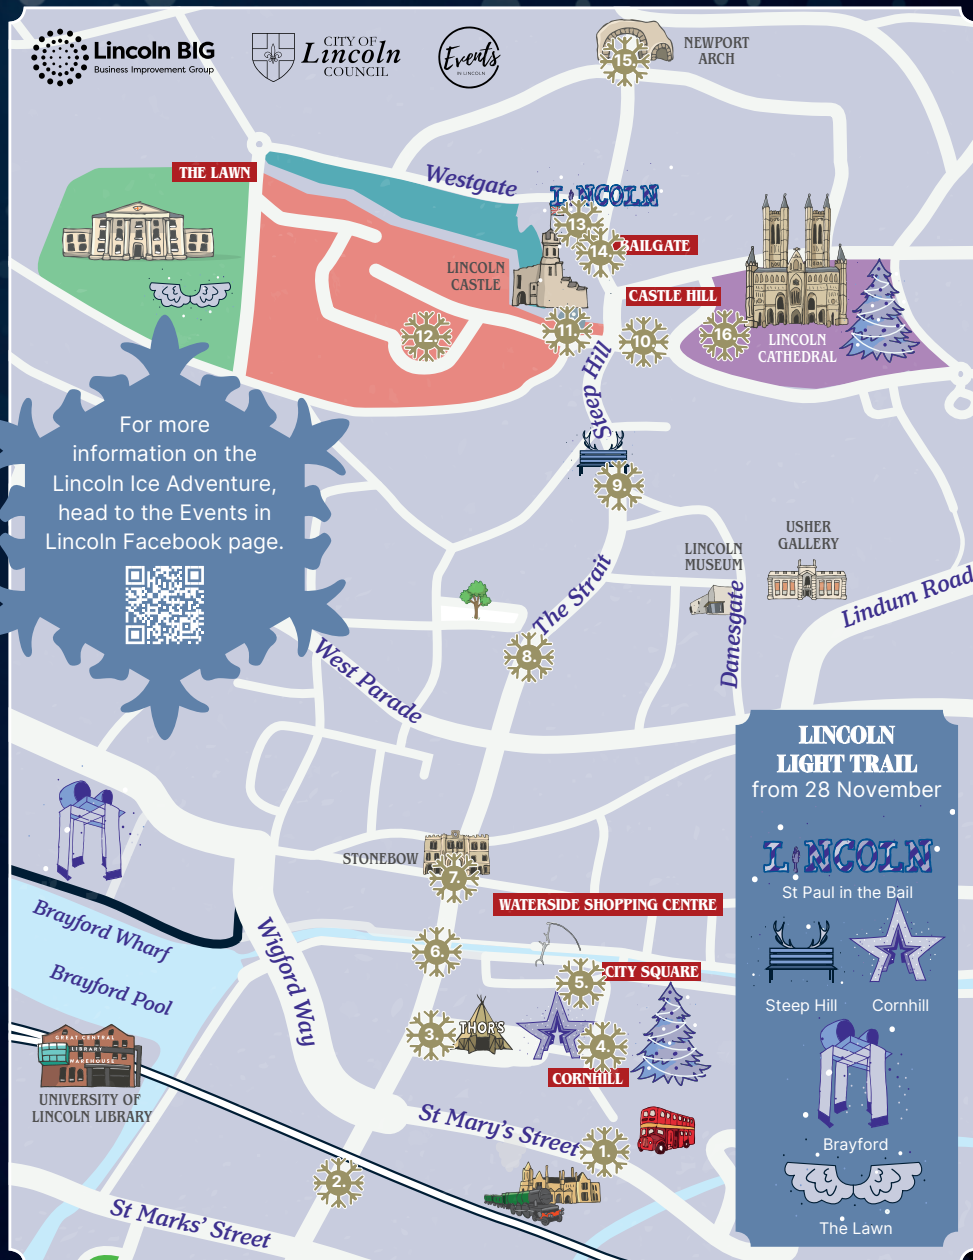 Lincoln BIG
Business Improvement Group
CITY OF
Lincoln
COUNCIL
Events
IN LINCOLN
NEWPORT
ARCH
15.
THE LAWN
Westgate
LINCOLN
13.
14.
BAILGATE
LINCOLN
CASTLE
CASTLE HILL
11.
10.
12.
16.
LINCOLN
CATHEDRAL
Steep Hill
9.
For more
information on the
Lincoln Ice Adventure,
head to the Events in
Lincoln Facebook page.
USHER
GALLERY
LINCOLN
MUSEUM
The Strait
Danesgate
Lindum Road
8.
West Parade
STONEBOW
7.
WATERSIDE SHOPPING CENTRE
Brayford Wharf
Brayford Pool
Wigford Way
6.
CITY SQUARE
5.
3.
THORS
4.
CORNHILL
GREAT CENTRAL
LIBRARY
WAREHOUSE
UNIVERSITY OF
LINCOLN LIBRARY
St Mary's Street
1.
2.
St Marks' Street
LINCOLN
LIGHT TRAIL
from 28 November
LINCOLN
St Paul in the Bail
Steep Hill
Cornhill
Brayford
The Lawn